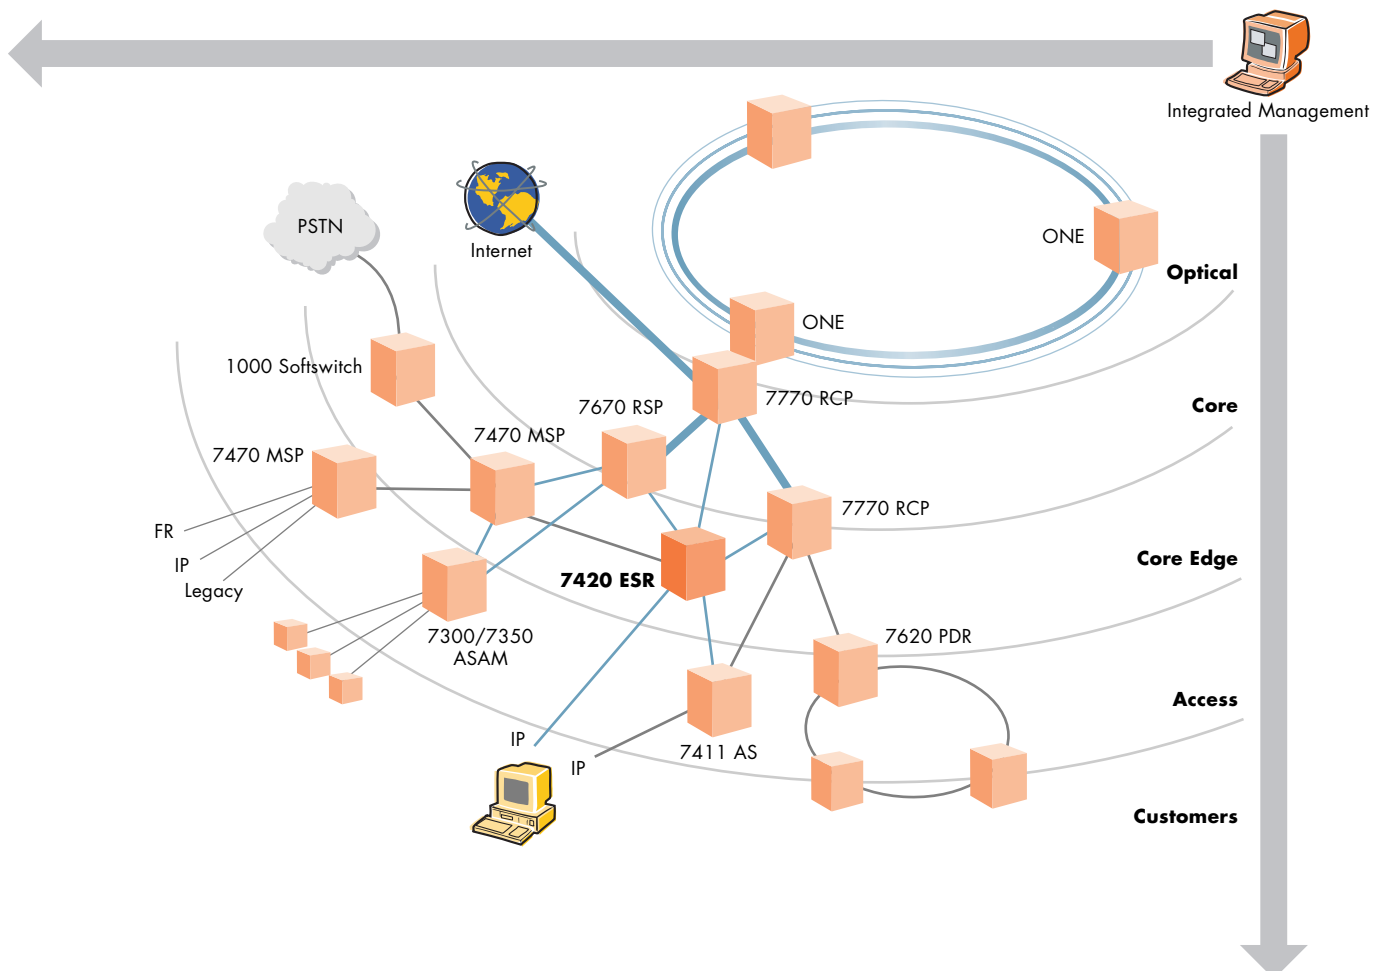 Integrated Management
PSTN
Internet
ONE
Optical
ONE
1000 Softswitch
7770 RCP
7670 RSP
Core
7470 MSP
7470 MSP
7770 RCP
FR
IP
Legacy
Core Edge
7420 ESR
7300/7350
ASAM
7620 PDR
Access
IP
7411 AS
IP
Customers